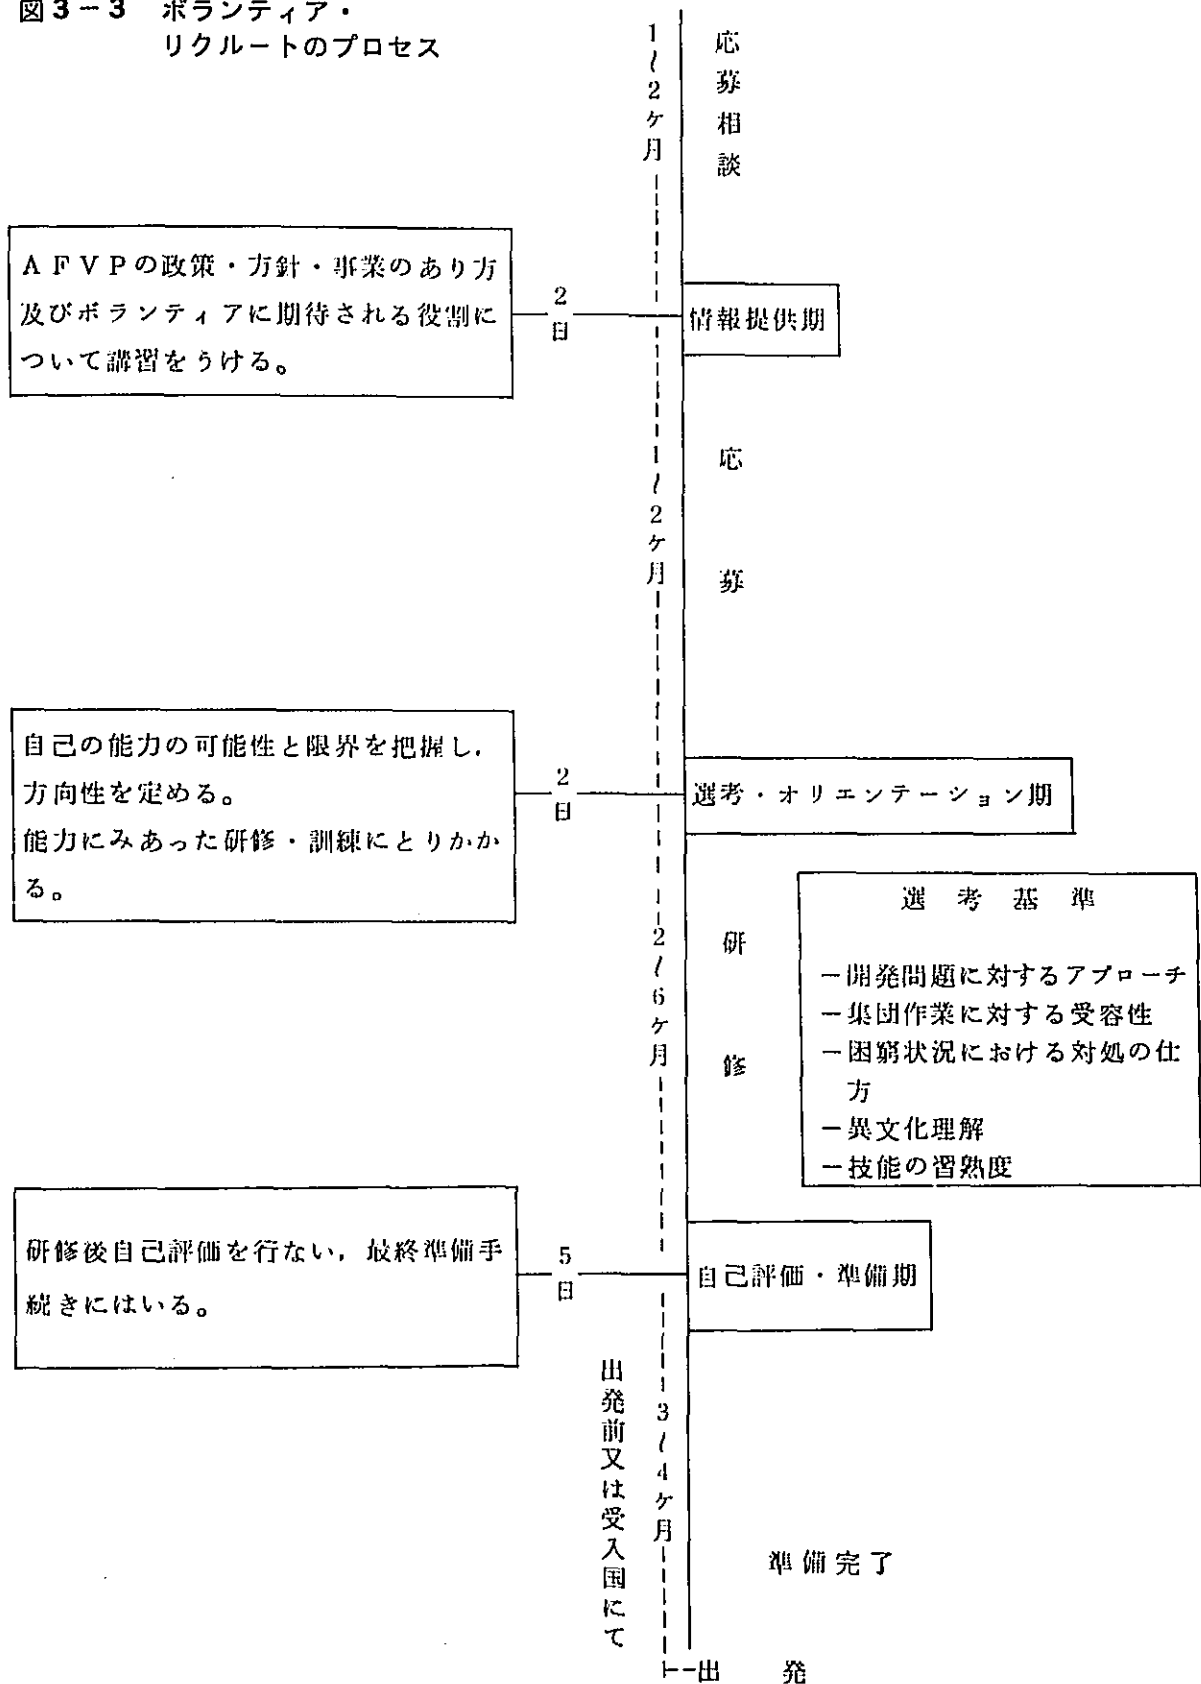 図3-3 ボランティア・
リクルートのプロセス
1〜2ケ月
応募相談
AFVPの政策・方針・事業のあり方
及びボランティアに期待される役割に
ついて講習をうける。
2日
情報提供期
1〜2ケ月
応募
自己の能力の可能性と限界を把握し,
方向性を定める。
能力にみあった研修・訓練にとりかか
る。
2日
選考・オリエンテーション期
選考基準
-開発問題に対するアプローチ
-集団作業に対する受容性
-困窮状況における対処の仕
方
-異文化理解
-技能の習熟度
2〜6ケ月
研修
研修後自己評価を行ない, 最終準備手
続きにはいる。
5日
自己評価・準備期
出発前又は受入国にて
3〜4ケ月
準備完了
出発